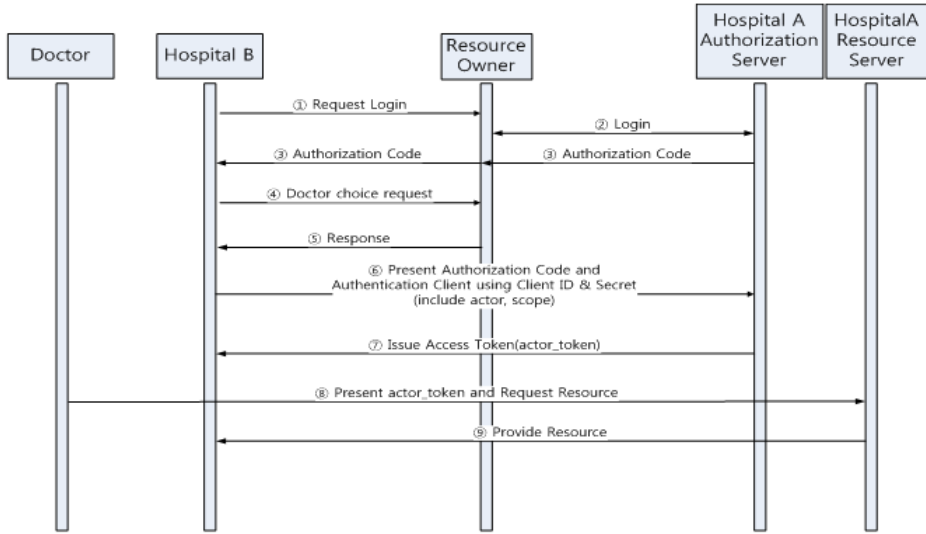 Doctor
Hospital B
Resource
Owner
Hospital A
Authorization
Server
HospitalA
Resource
Server
① Request Login
② Login
③ Authorization Code
③ Authorization Code
④ Doctor choice request
⑤ Response
⑥ Present Authorization Code and
Authentication Client using Client ID & Secret
(include actor, scope)
⑦ Issue Access Token(actor_token)
⑧ Present actor_token and Request Resource
⑨ Provide Resource